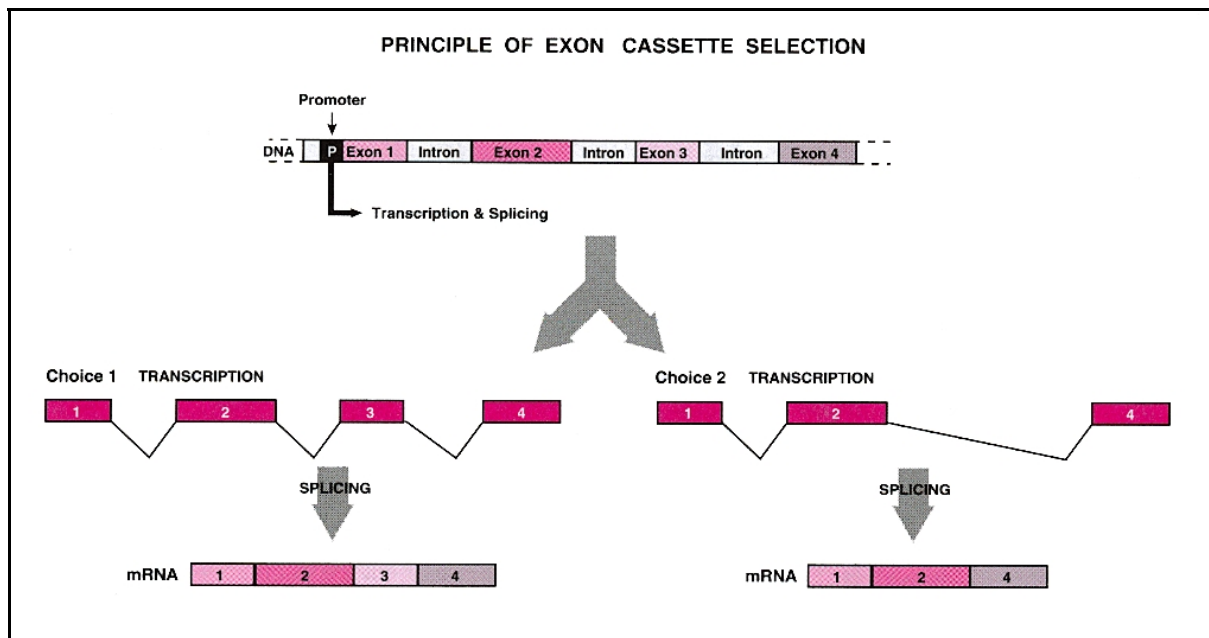 PRINCIPLE OF EXON CASSETTE SELECTION
Promoter
DNA P Exon 1 Intron Exon 2 Intron Exon 3 Intron Exon 4
Transcription & Splicing
Choice 1 TRANSCRIPTION
1 2 3 4
SPLICING
mRNA 1 2 3 4
Choice 2 TRANSCRIPTION
1 2 4
SPLICING
mRNA 1 2 4